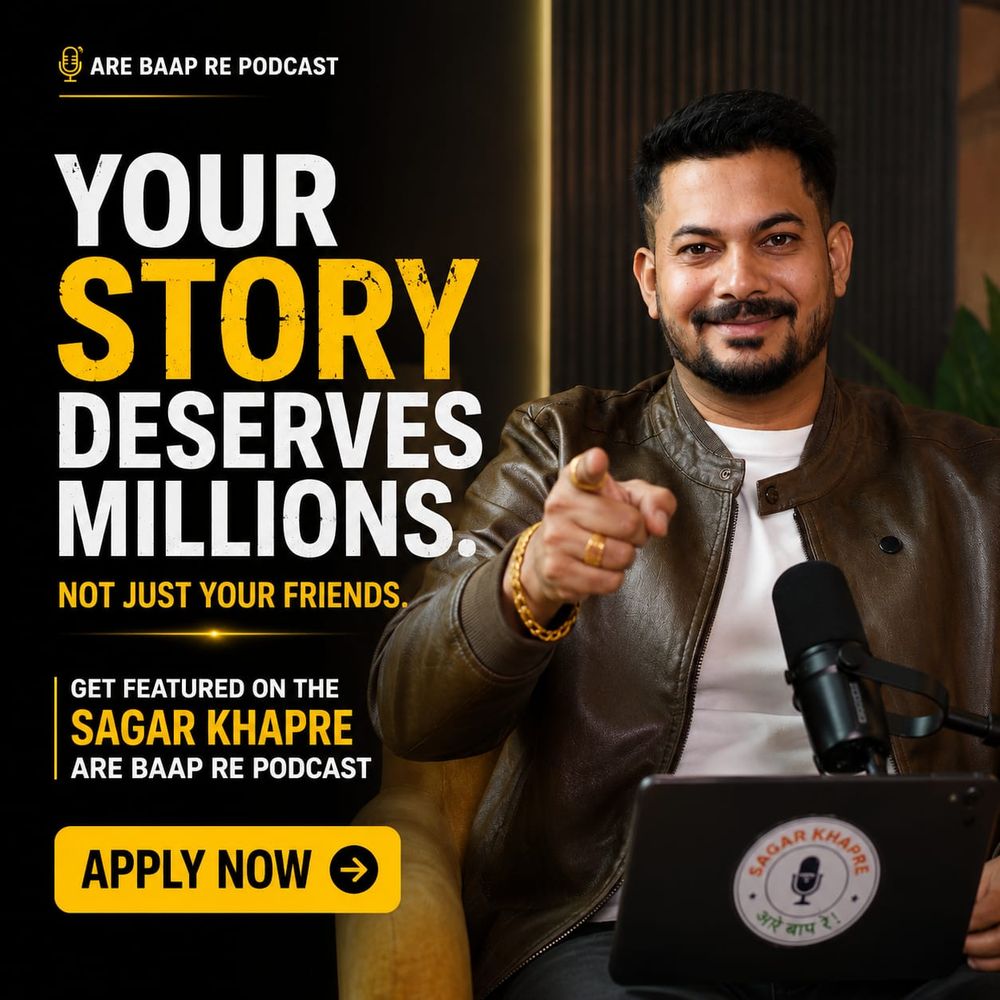 ARE BAAP RE PODCAST
YOUR
STORY
DESERVES
MILLIONS.
NOT JUST YOUR FRIENDS.
GET FEATURED ON THE
SAGAR KHAPRE
ARE BAAP RE PODCAST
APPLY NOW
SAGAR KHAPRE
अरे बाप रे!